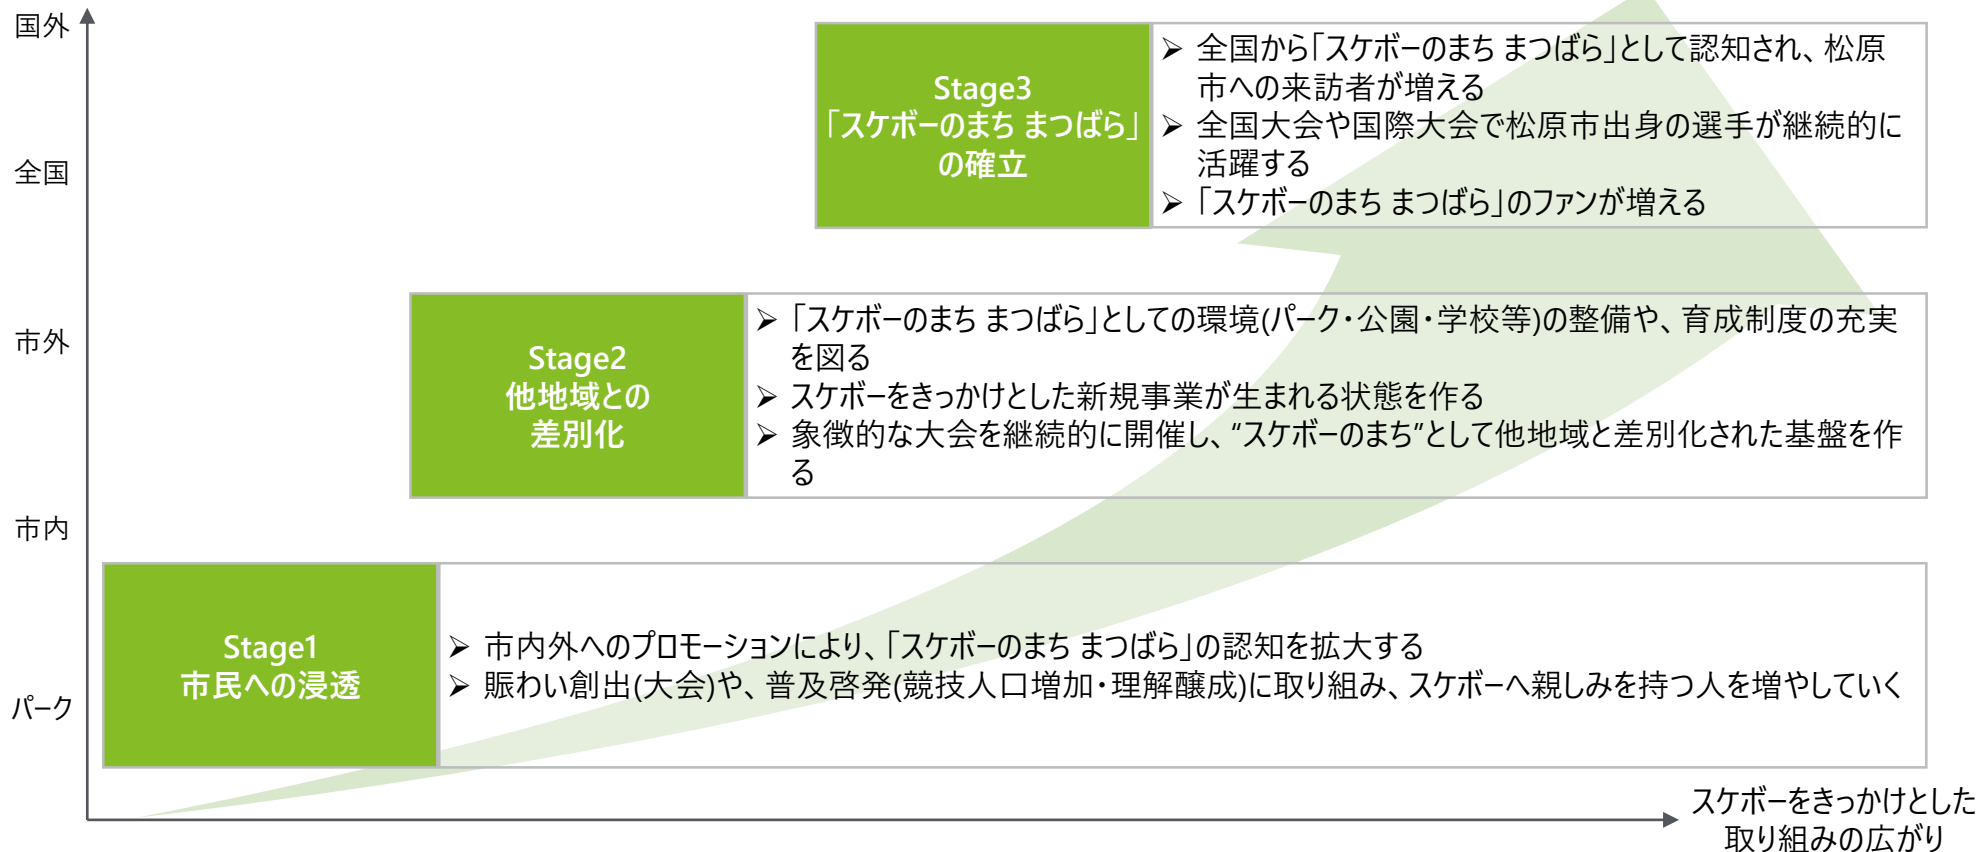 国外
Stage3
「スケボーのまち まつばら」
の確立
➢ 全国から「スケボーのまち まつばら」として認知され、松原
市への来訪者が増える
➢ 全国大会や国際大会で松原市出身の選手が継続的に
活躍する
➢ 「スケボーのまち まつばら」のファンが増える
全国
市外
Stage2
他地域との
差別化
➢ 「スケボーのまち まつばら」としての環境(パーク・公園・学校等)の整備や、育成制度の充実
を図る
➢ スケボーをきっかけとした新規事業が生まれる状態を作る
➢ 象徴的な大会を継続的に開催し、“スケボーのまち”として他地域と差別化された基盤を作
る
市内
Stage1
市民への浸透
➢ 市内外へのプロモーションにより、「スケボーのまち まつばら」の認知を拡大する
➢ 賑わい創出(大会)や、普及啓発(競技人口増加・理解醸成)に取り組み、スケボーへ親しみを持つ人を増やしていく
パーク
スケボーをきっかけとした
取り組みの広がり